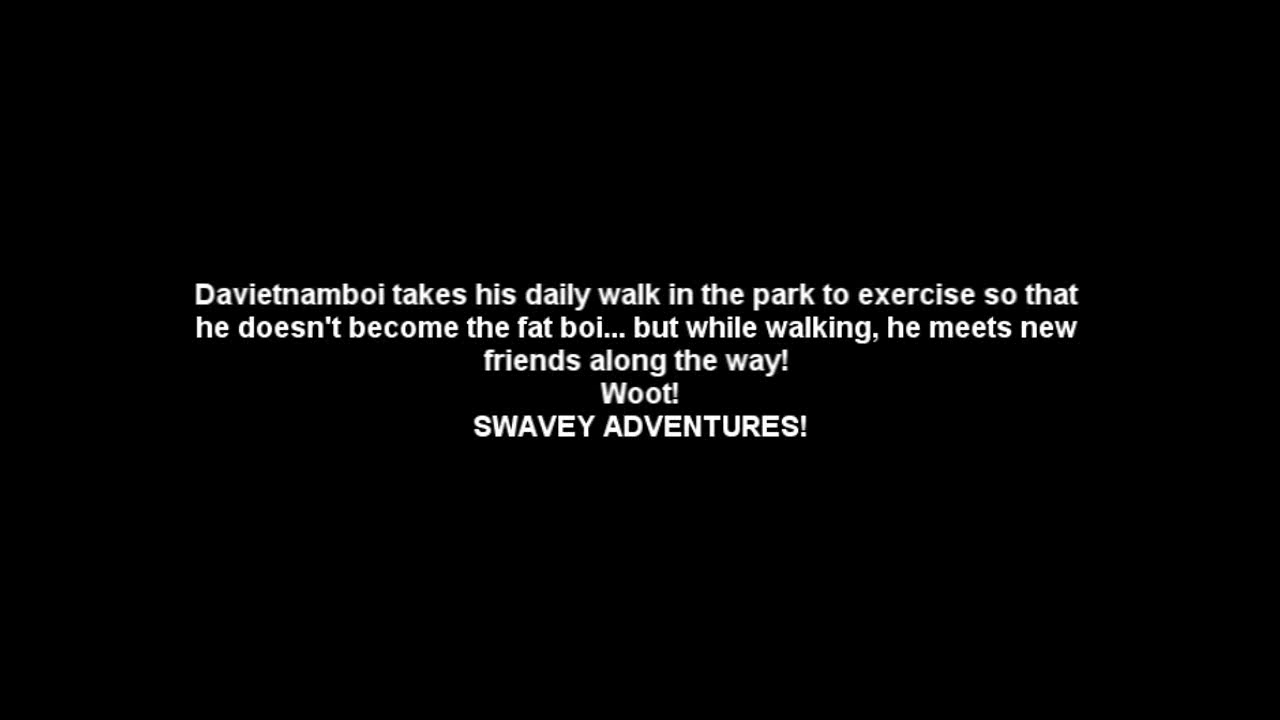 Davietnamboi takes his daily walk in the park to exercise so that
he doesn't become the fat boi... but while walking, he meets new
friends along the way!
Woot!
SWAVEY ADVENTURES!